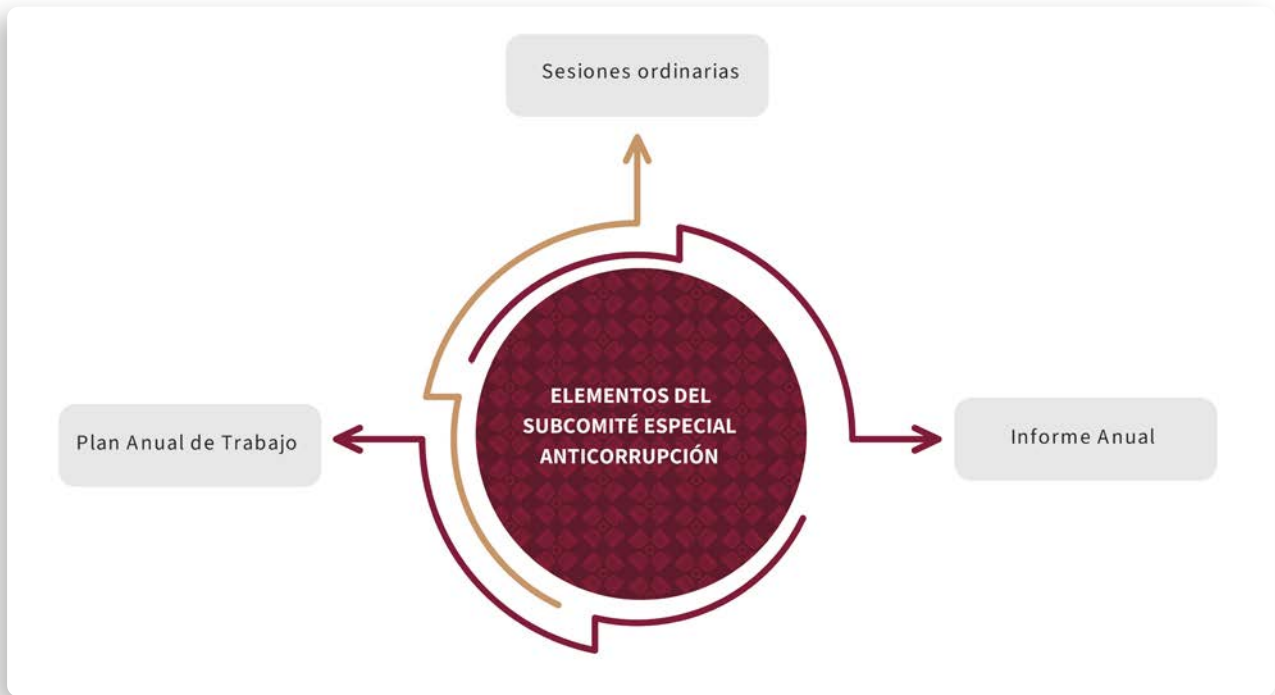 Sesiones ordinarias
ELEMENTOS DEL
SUBCOMITÉ ESPECIAL
ANTICORRUPCIÓN
Plan Anual de Trabajo
Informe Anual